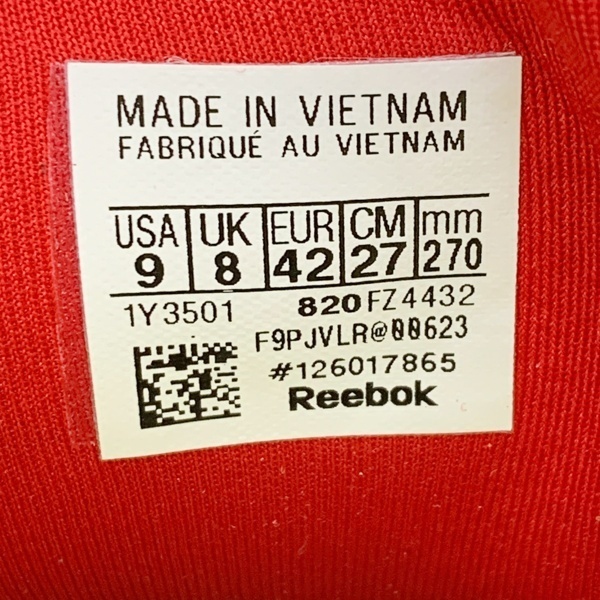 MADE IN VIETNAM
FABRIQUÉ AU VIETNAM
USA UK EUR CM mm
9 8 42 27 270
1Y3501 820 FZ4432
F9PJVLR@00623
#126017865
Reebok